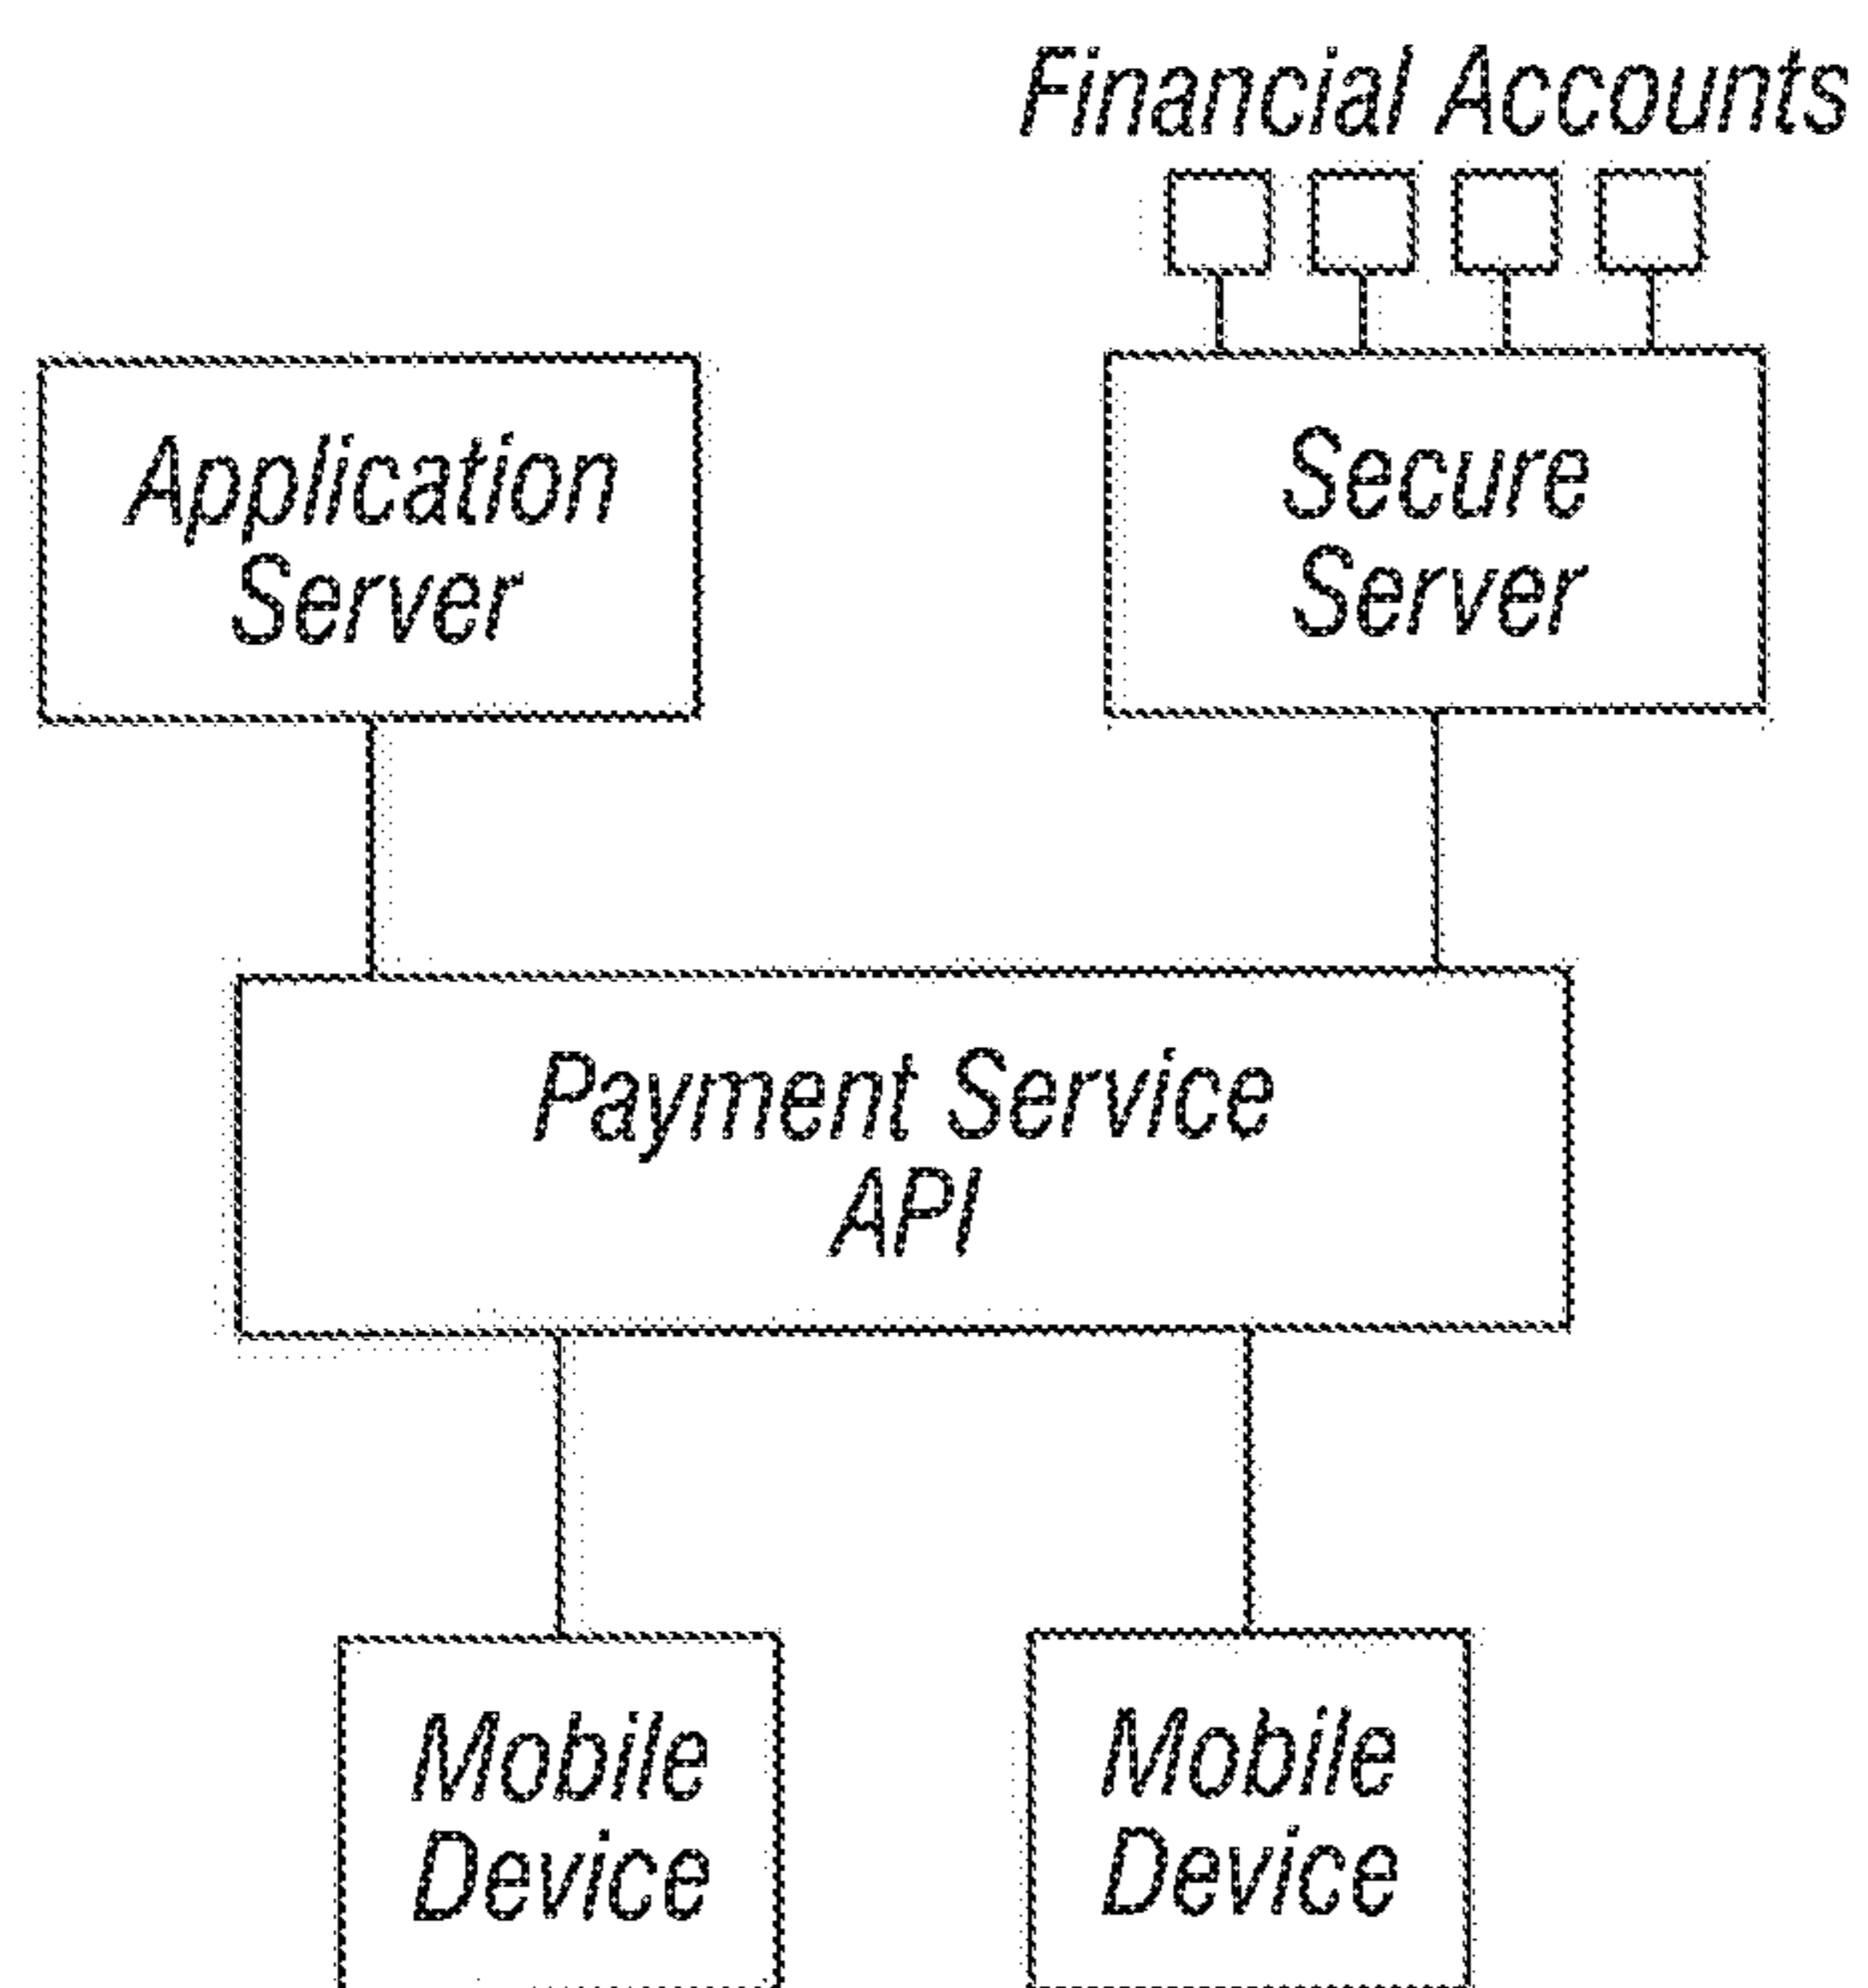 Financial Accounts
Application
Server
Secure
Server
Payment Service
API
Mobile
Device
Mobile
Device